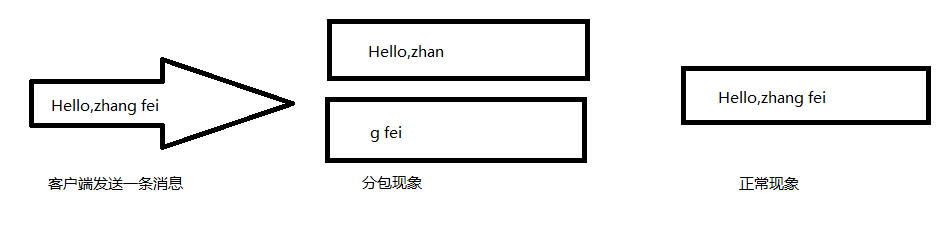 Hello,zhang fei
客户端发送一条消息
Hello,zhan
g fei
分包现象
Hello,zhang fei
正常现象